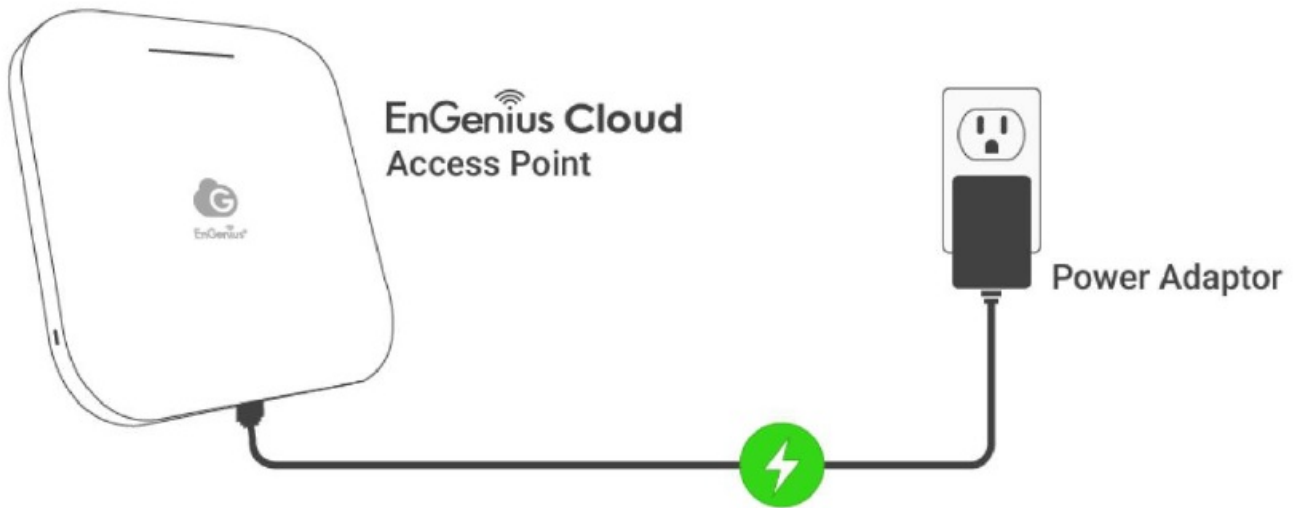 EnGenius Cloud
Access Point
G
EnGenius®
Power Adaptor